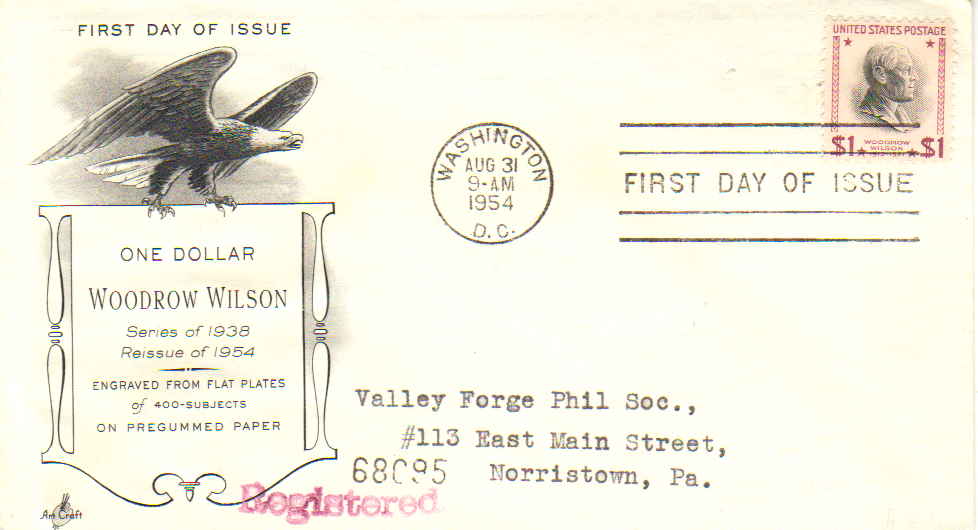 FIRST DAY OF ISSUE
ONE DOLLAR
WOODROW WILSON
Series of 1938
Reissue of 1954
ENGRAVED FROM FLAT PLATES
of 400-SUBJECTS
ON PREGUMMED PAPER
Art Craft
WASHINGTON
AUG 31
9-AM
1954
D.C.
UNITED STATES POSTAGE
$1 WOODROW $1
WILSON
FIRST DAY OF ISSUE
Valley Forge Phil Soc.,
#113 East Main Street,
68095 Norristown, Pa.
Registered